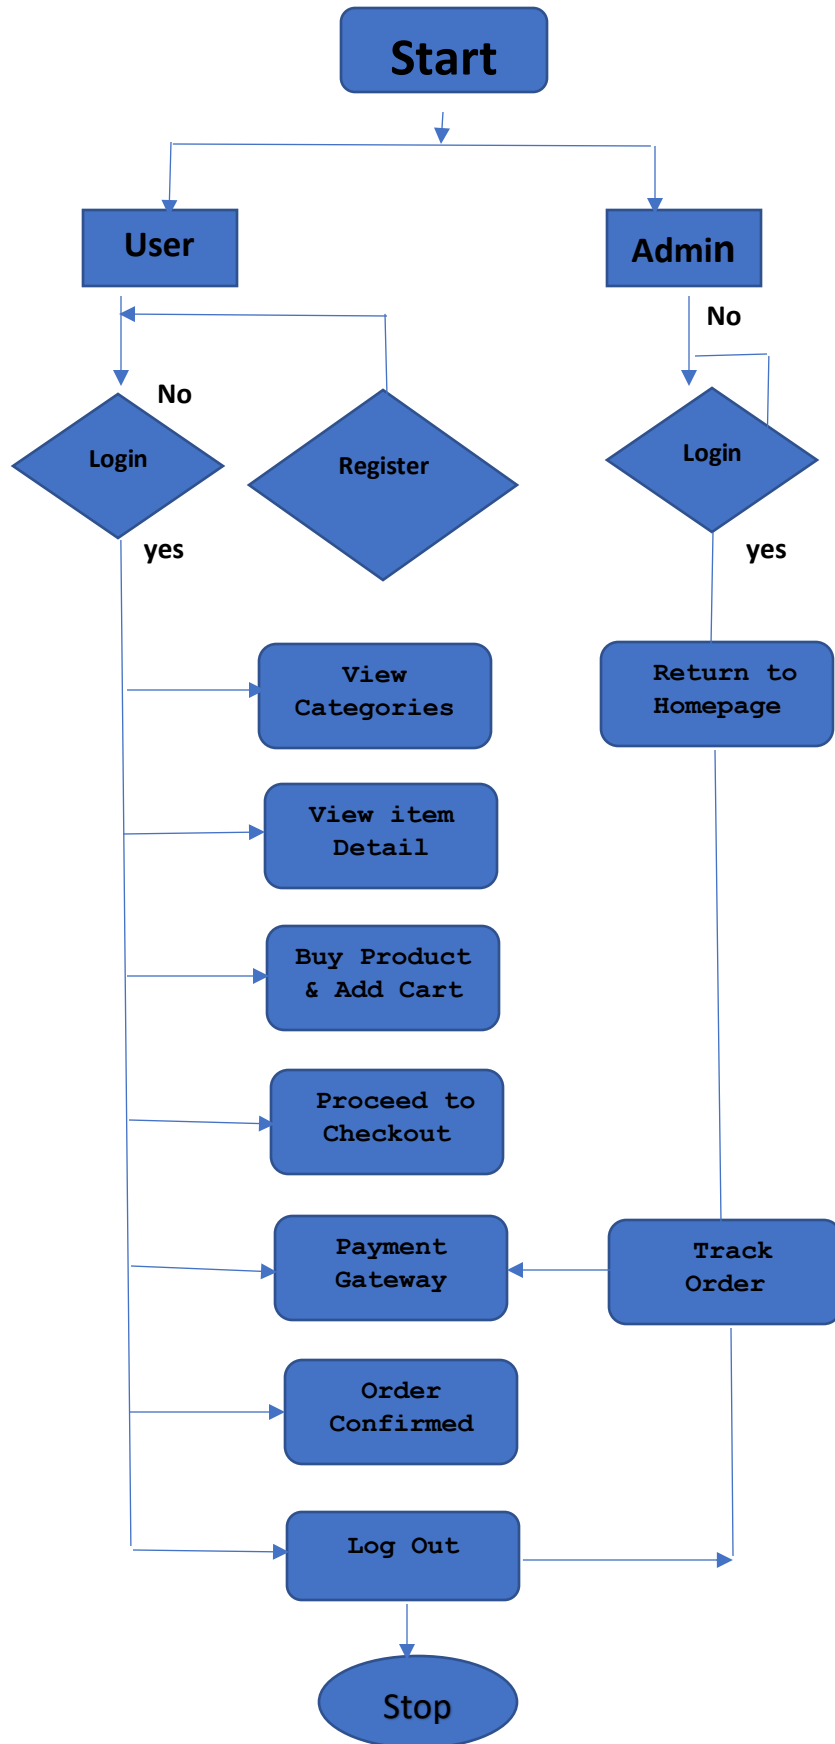 Start
User
Admin
No
No
Login
Register
Login
yes
yes
View
Categories
Return to
Homepage
View item
Detail
Buy Product
& Add Cart
Proceed to
Checkout
Payment
Gateway
Track
Order
Order
Confirmed
Log Out
Stop